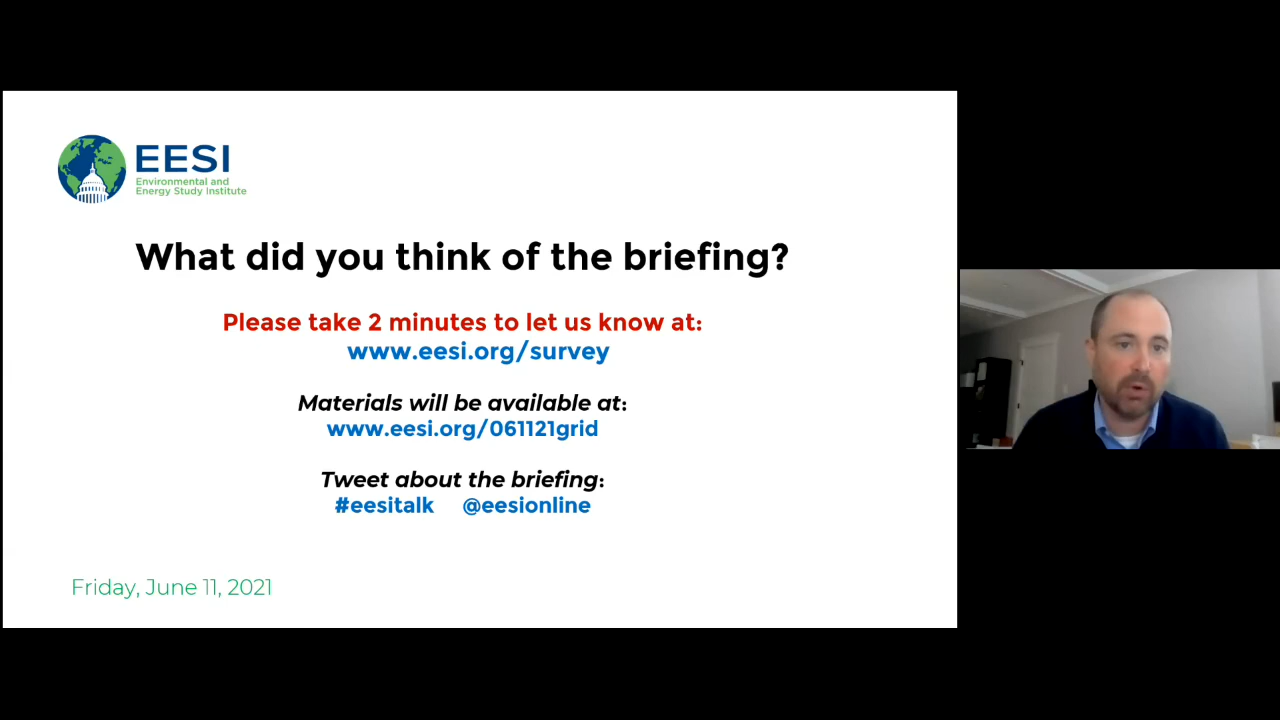 EESI
Environmental and
Energy Study Institute
What did you think of the briefing?
Please take 2 minutes to let us know at:
www.eesi.org/survey
Materials will be available at:
www.eesi.org/061121grid
Tweet about the briefing:
#eesitalk @eesionline
Friday, June 11, 2021